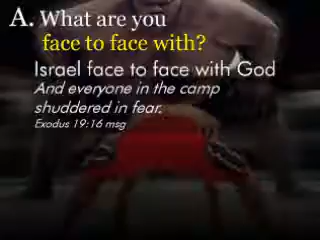 A. What are you
face to face with?
Israel face to face with God
And everyone in the camp
shuddered in fear.
Exodus 19:16 msg